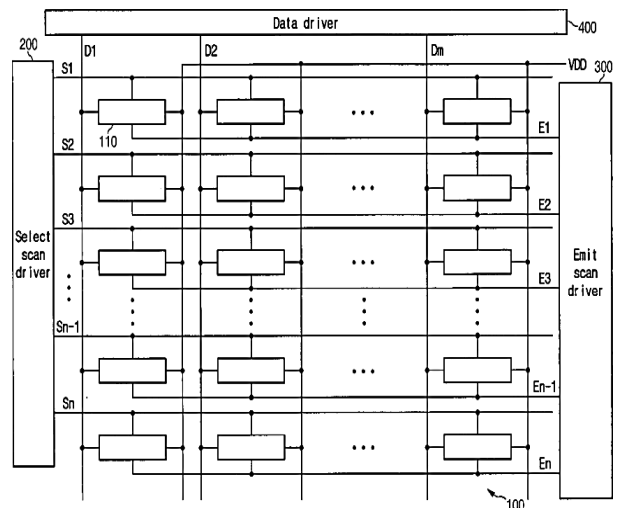 Data driver
400
200
D1
D2
Dm
S1
VDD
300
110
E1
S2
E2
S3
Select
scan
driver
E3
Emit
scan
driver
Sn-1
En-1
Sn
En
100